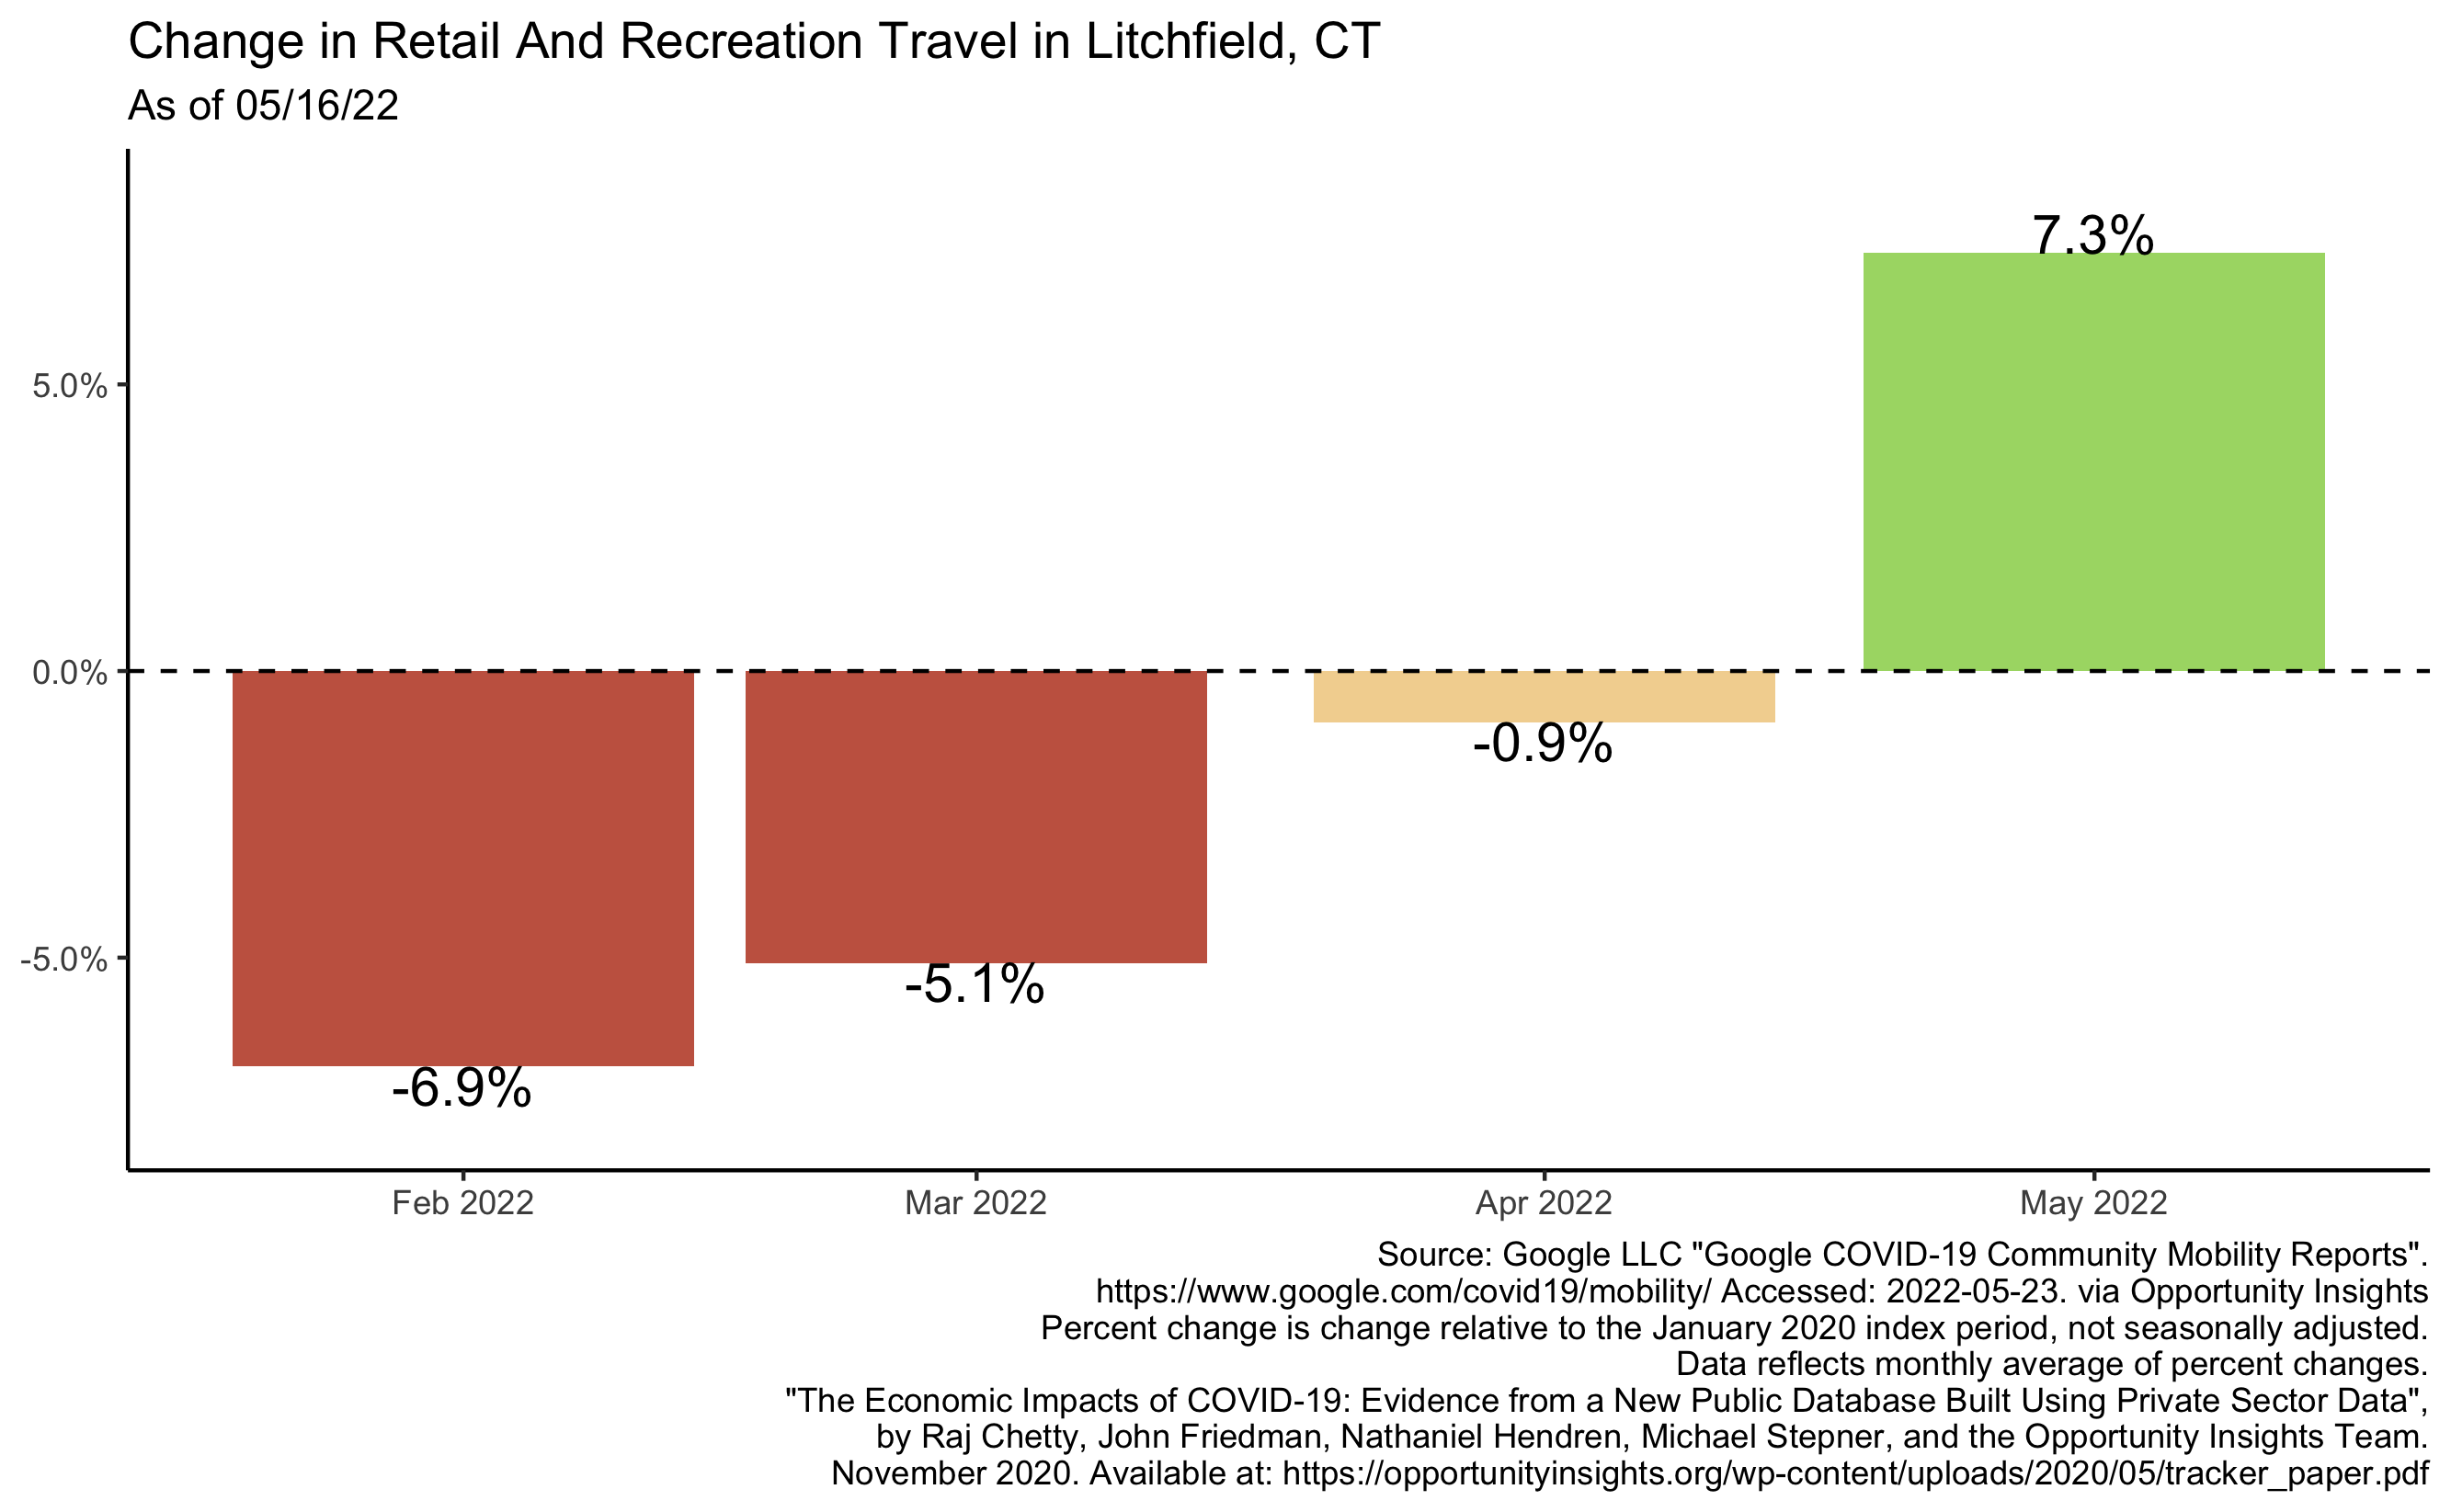 Change in Retail And Recreation Travel in Litchfield, CT
As of 05/16/22
7.3%
5.0%
0.0%
-0.9%
-5.0%
-5.1%
-6.9%
Feb 2022 Mar 2022 Apr 2022 May 2022
Source: Google LLC "Google COVID-19 Community Mobility Reports".
https://www.google.com/covid19/mobility/ Accessed: 2022-05-23. via Opportunity Insights
Percent change is change relative to the January 2020 index period, not seasonally adjusted.
Data reflects monthly average of percent changes.
"The Economic Impacts of COVID-19: Evidence from a New Public Database Built Using Private Sector Data",
by Raj Chetty, John Friedman, Nathaniel Hendren, Michael Stepner, and the Opportunity Insights Team.
November 2020. Available at: https://opportunityinsights.org/wp-content/uploads/2020/05/tracker_paper.pdf